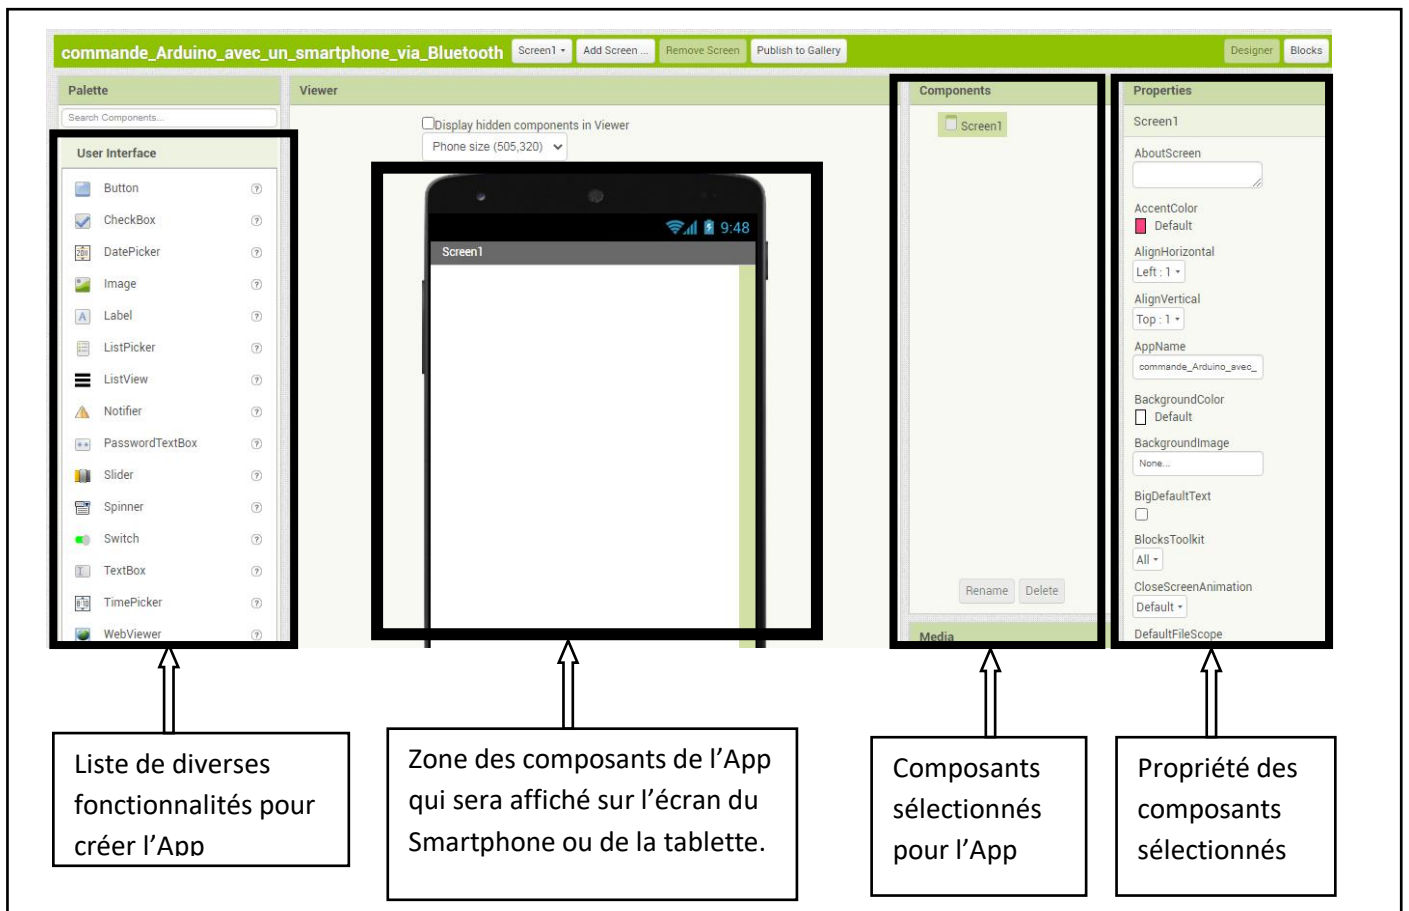 commande_Arduino_avec_un_smartphone_via_Bluetooth
Screen1
Add Screen ...
Remove Screen
Publish to Gallery
Designer
Blocks
Palette
Search Components...
User Interface
Button
CheckBox
DatePicker
Image
Label
ListPicker
ListView
Notifier
PasswordTextBox
Slider
Spinner
Switch
TextBox
TimePicker
WebViewer
Viewer
Display hidden components in Viewer
Phone size (505,320)
9:48
Screen1
Components
Screen1
Rename
Delete
Media
Properties
Screen1
AboutScreen
AccentColor
Default
AlignHorizontal
Left : 1
AlignVertical
Top : 1
AppName
commande_Arduino_avec_
BackgroundColor
Default
BackgroundImage
None...
BigDefaultText
BlocksToolkit
All
CloseScreenAnimation
Default
DefaultFileScope
Liste de diverses
fonctionnalités pour
créer l’App
Zone des composants de l’App
qui sera affiché sur l’écran du
Smartphone ou de la tablette.
Composants
sélectionnés
pour l’App
Propriété des
composants
sélectionnés